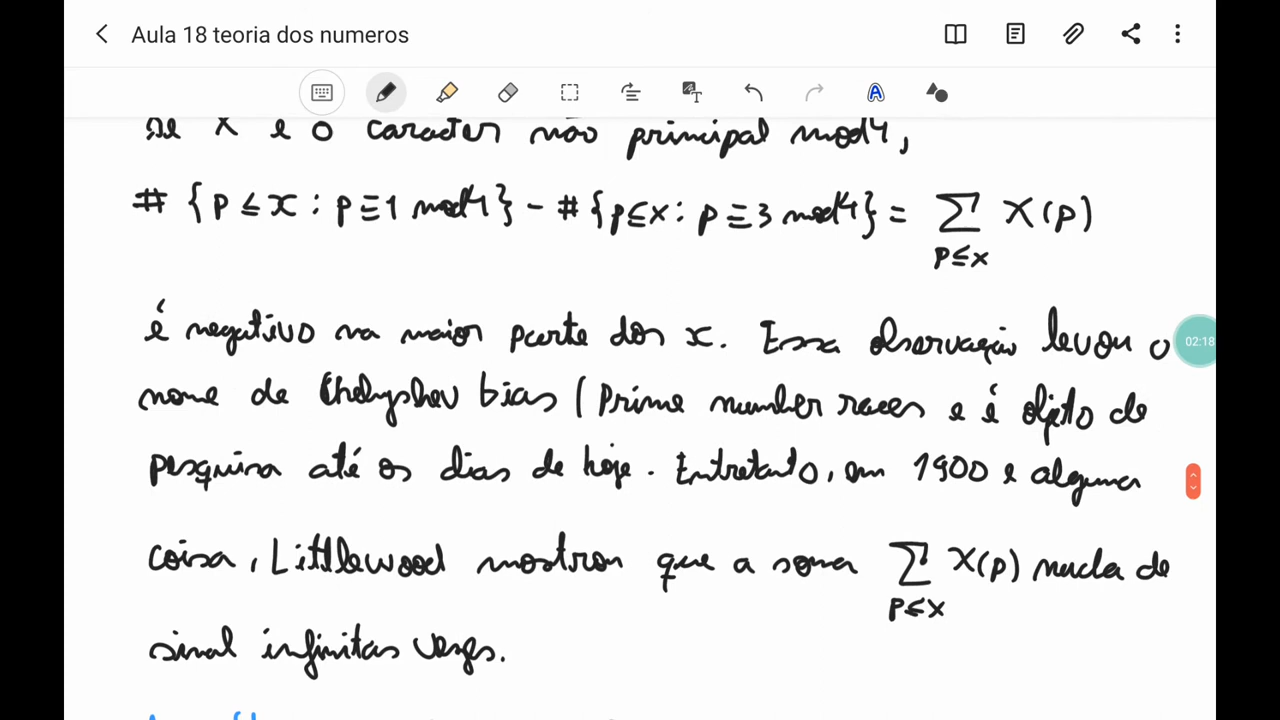 Aula 18 teoria dos numeros
Se χ é o caracter não principal mod 4,
# {p ≤ x : p ≡ 1 mod 4} - # {p ≤ x : p ≡ 3 mod 4} = ∑_{p≤x} χ(p)
é negativo na maior parte dos x. Essa observação levou o
02:18
nome de Chebyshev bias (Prime number races e é objeto de
pesquisa até os dias de hoje. Entretanto, em 1900 e alguma
coisa, Littlewood mostrou que a soma ∑_{p≤x} χ(p) muda de
sinal infinitas vezes.